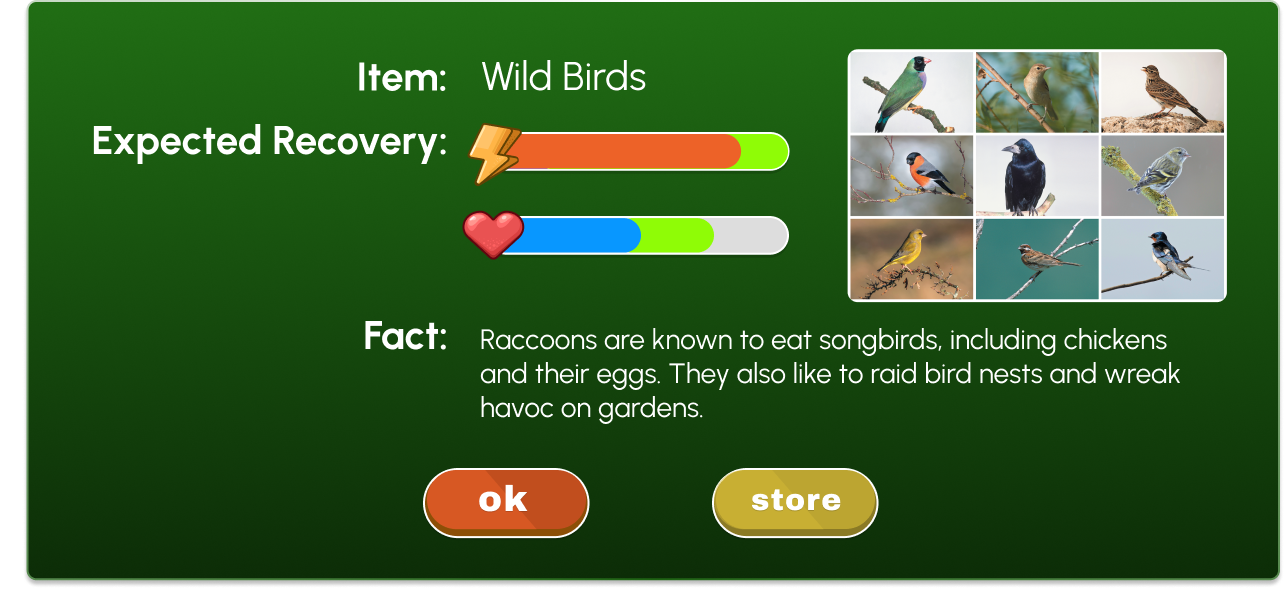 Item: Wild Birds
Expected Recovery:
Fact: Raccoons are known to eat songbirds, including chickens
and their eggs. They also like to raid bird nests and wreak
havoc on gardens.
ok
store